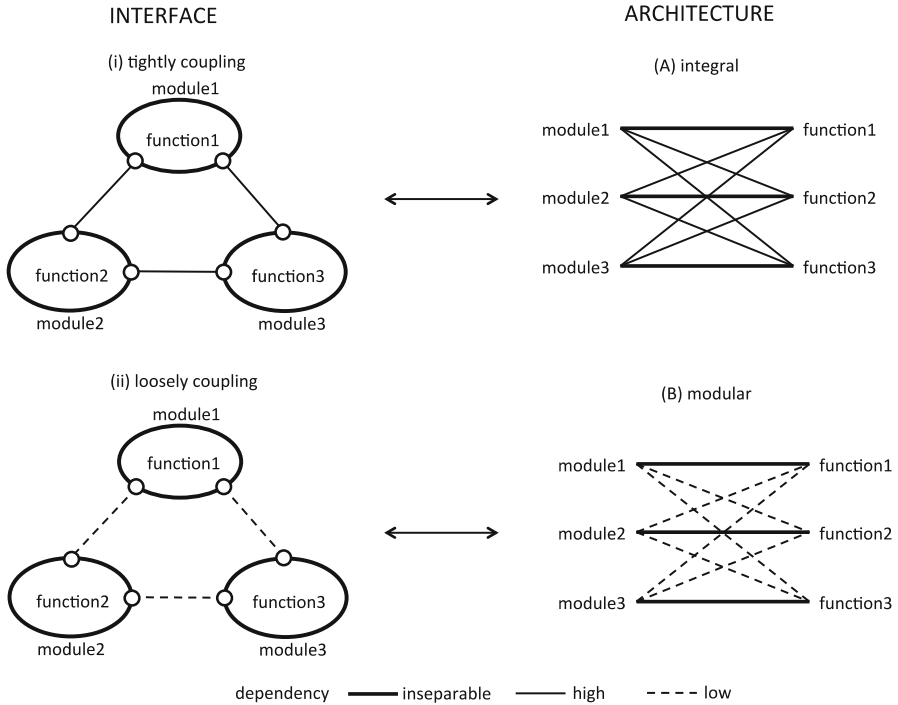 INTERFACE
ARCHITECTURE
(i) tightly coupling
module1
function1
function2
module2
function3
module3
(A) integral
module1 function1
module2 function2
module3 function3
(ii) loosely coupling
module1
function1
function2
module2
function3
module3
(B) modular
module1 function1
module2 function2
module3 function3
dependency inseparable high low